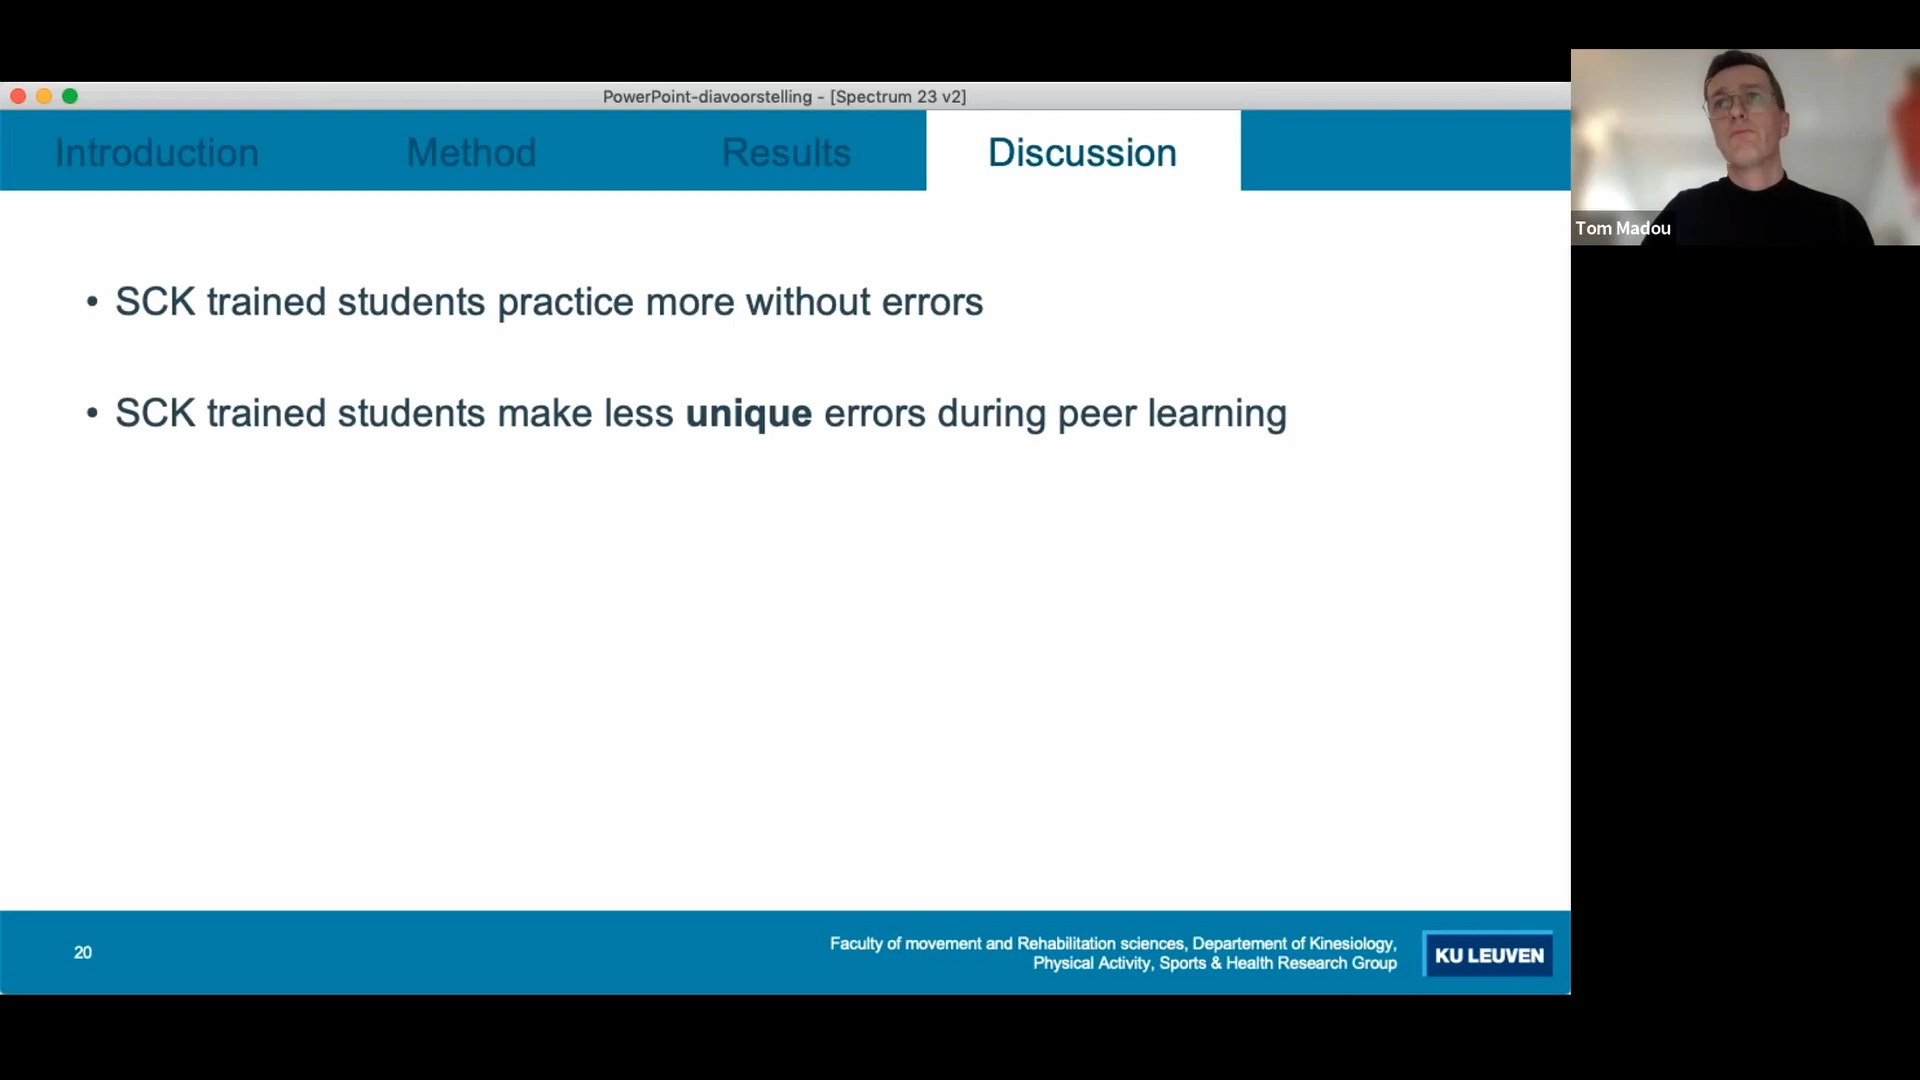 PowerPoint-diavoorstelling - [Spectrum 23 v2]
Introduction Method Results Discussion
Tom Madou
• SCK trained students practice more without errors
• SCK trained students make less unique errors during peer learning
20
Faculty of movement and Rehabilitation sciences, Departement of Kinesiology,
Physical Activity, Sports & Health Research Group
KU LEUVEN